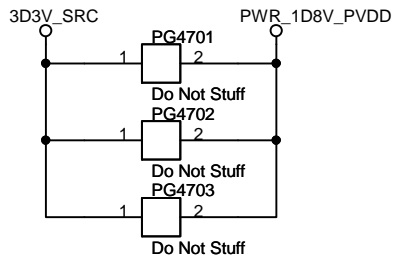 3D3V_SRC PWR_1D8V_PVDD
PG4701
1 2
Do Not Stuff
PG4702
1 2
Do Not Stuff
PG4703
1 2
Do Not Stuff